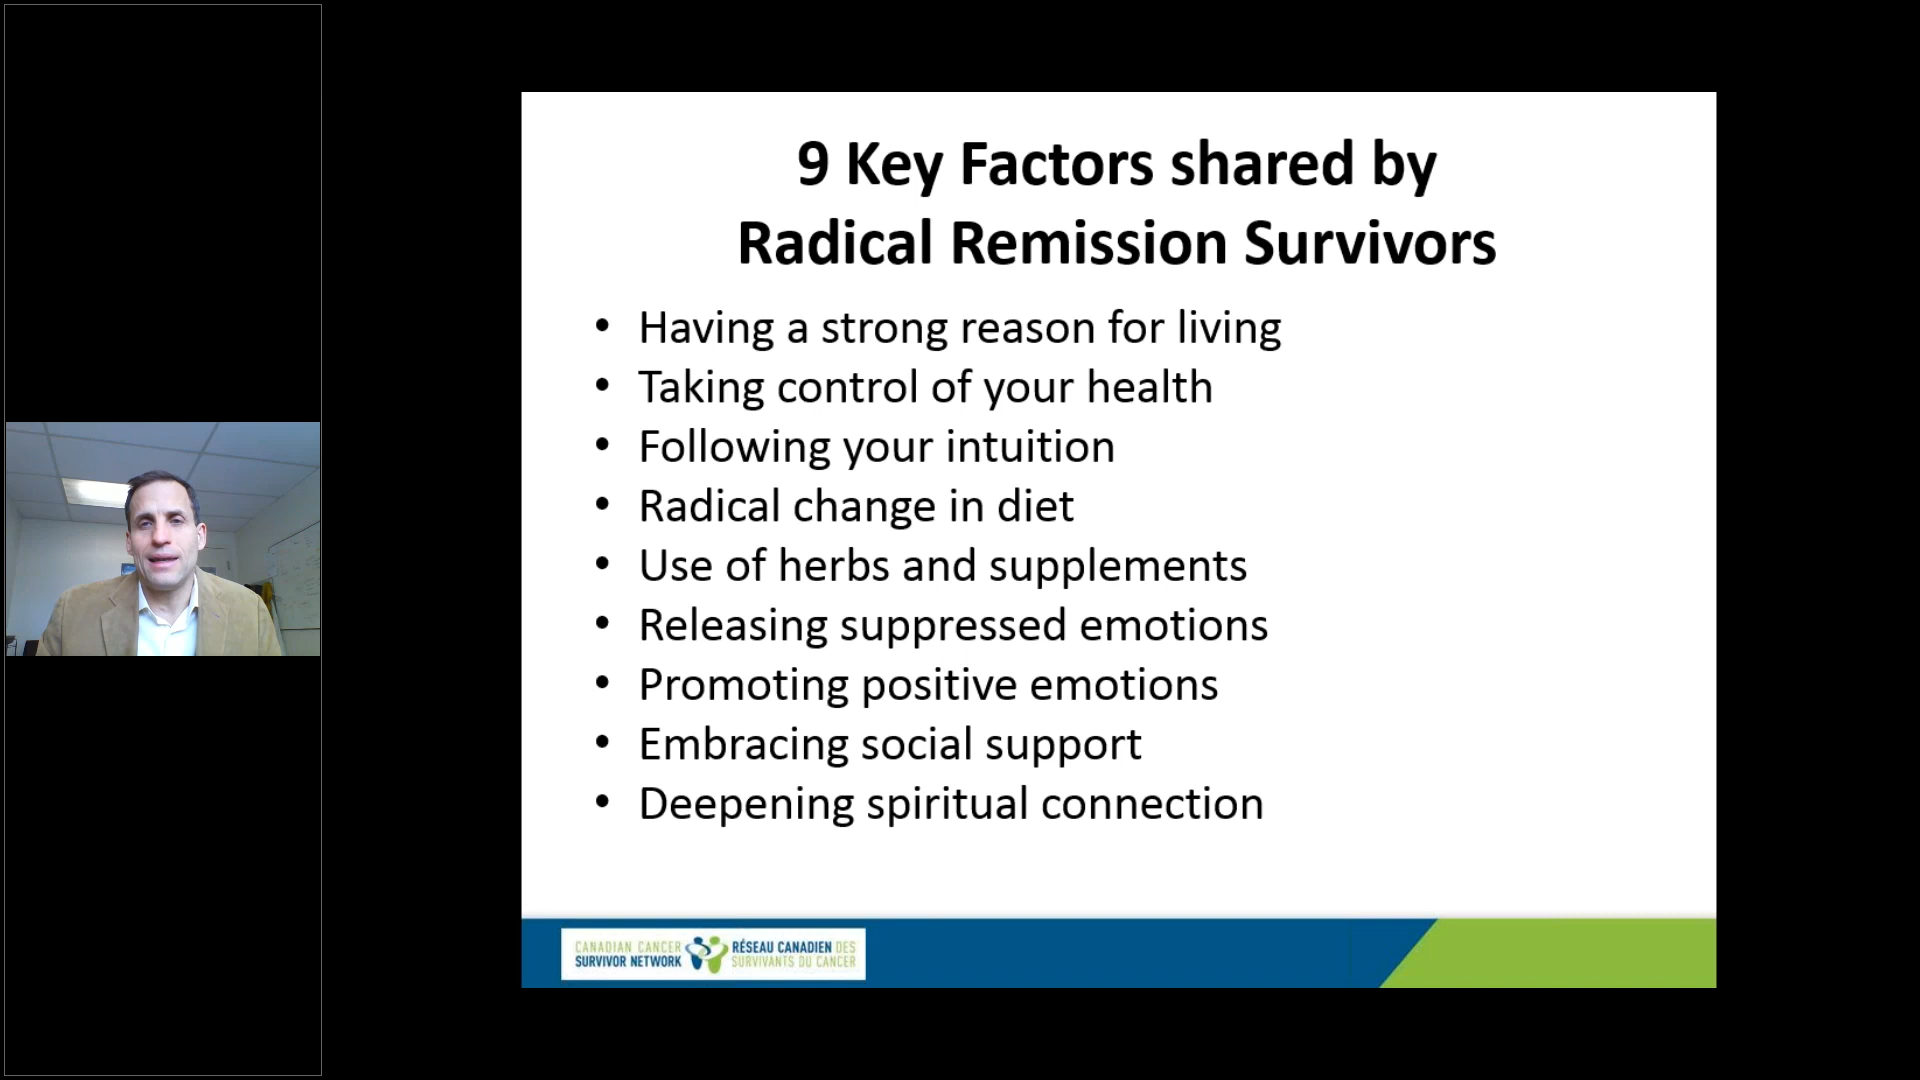 9 Key Factors shared by
Radical Remission Survivors
• Having a strong reason for living
• Taking control of your health
• Following your intuition
• Radical change in diet
• Use of herbs and supplements
• Releasing suppressed emotions
• Promoting positive emotions
• Embracing social support
• Deepening spiritual connection
CANADIAN CANCER
SURVIVOR NETWORK
RÉSEAU CANADIEN DES
SURVIVANTS DU CANCER